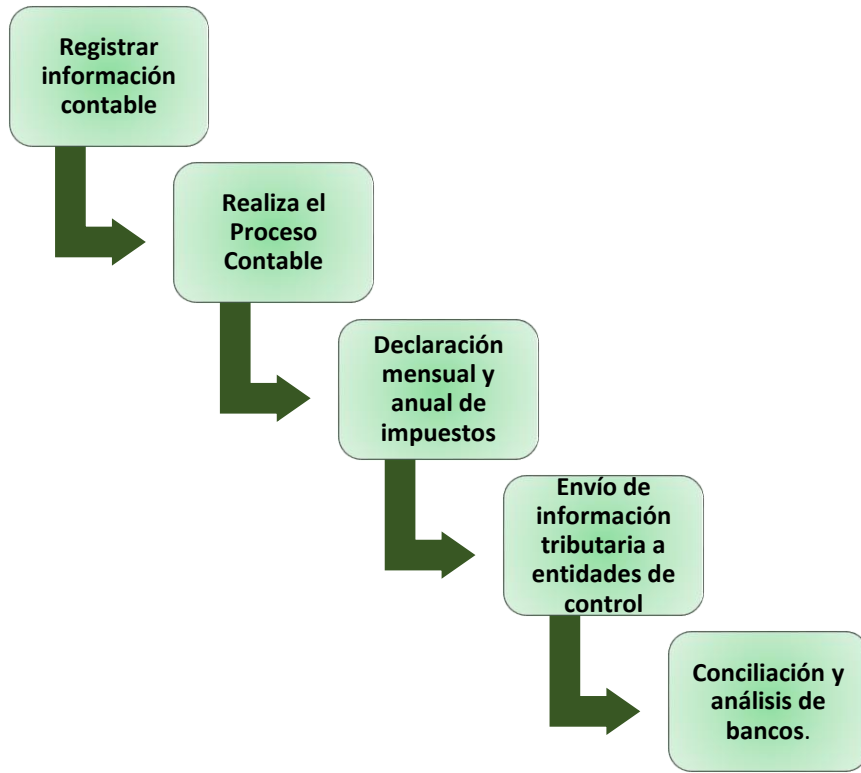 Registrar
información
contable
Realiza el
Proceso
Contable
Declaración
mensual y
anual de
impuestos
Envío de
información
tributaria a
entidades de
control
Conciliación y
análisis de
bancos.